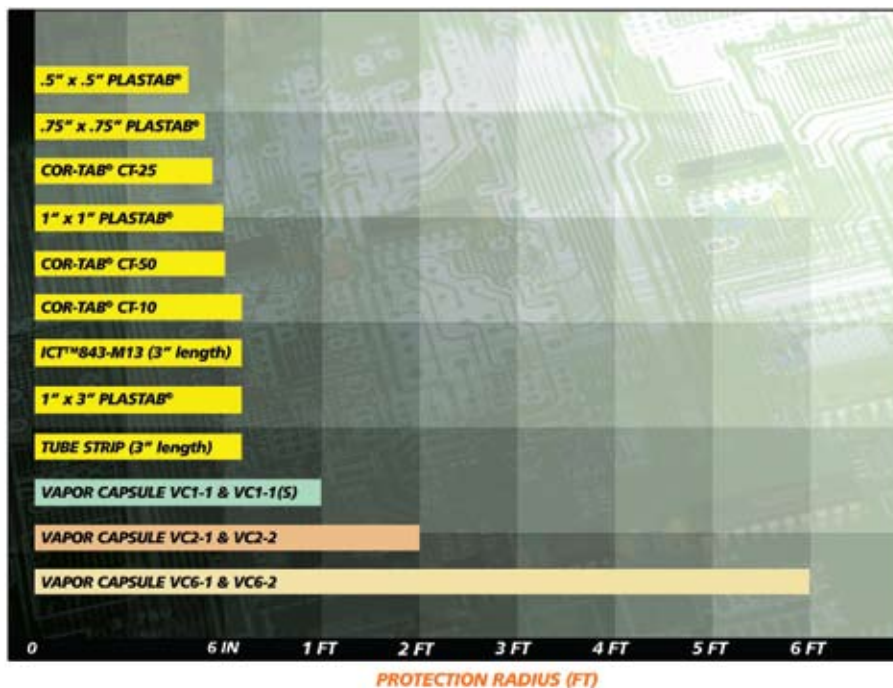 .5" x .5" PLASTAB®
.75" x .75" PLASTAB®
COR-TAB® CT-25
1" x 1" PLASTAB®
COR-TAB® CT-50
COR-TAB® CT-10
ICT™843-M13 (3" length)
1" x 3" PLASTAB®
TUBE STRIP (3" length)
VAPOR CAPSULE VC1-1 & VC1-1(S)
VAPOR CAPSULE VC2-1 & VC2-2
VAPOR CAPSULE VC6-1 & VC6-2
0 6 IN 1 FT 2 FT 3 FT 4 FT 5 FT 6 FT
PROTECTION RADIUS (FT)